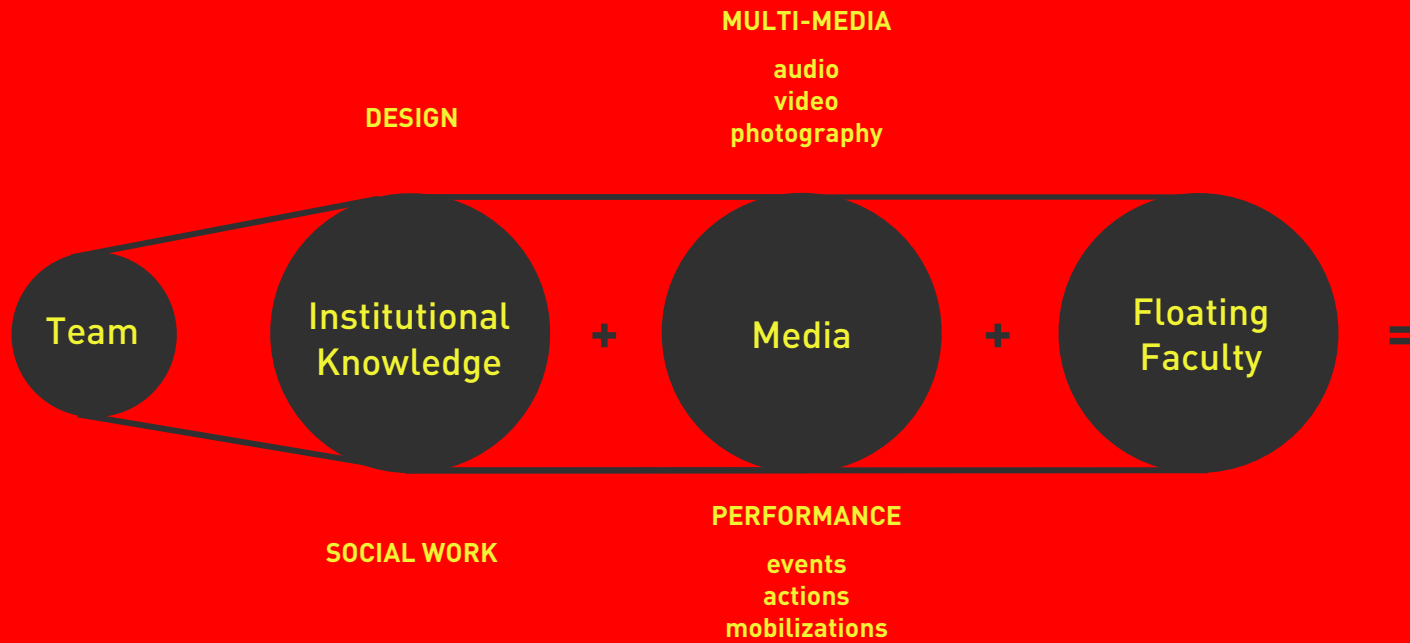 MULTI-MEDIA
audio
video
photography
DESIGN
Team
Institutional
Knowledge
+
Media
+
Floating
Faculty
=
PERFORMANCE
events
actions
mobilizations
SOCIAL WORK